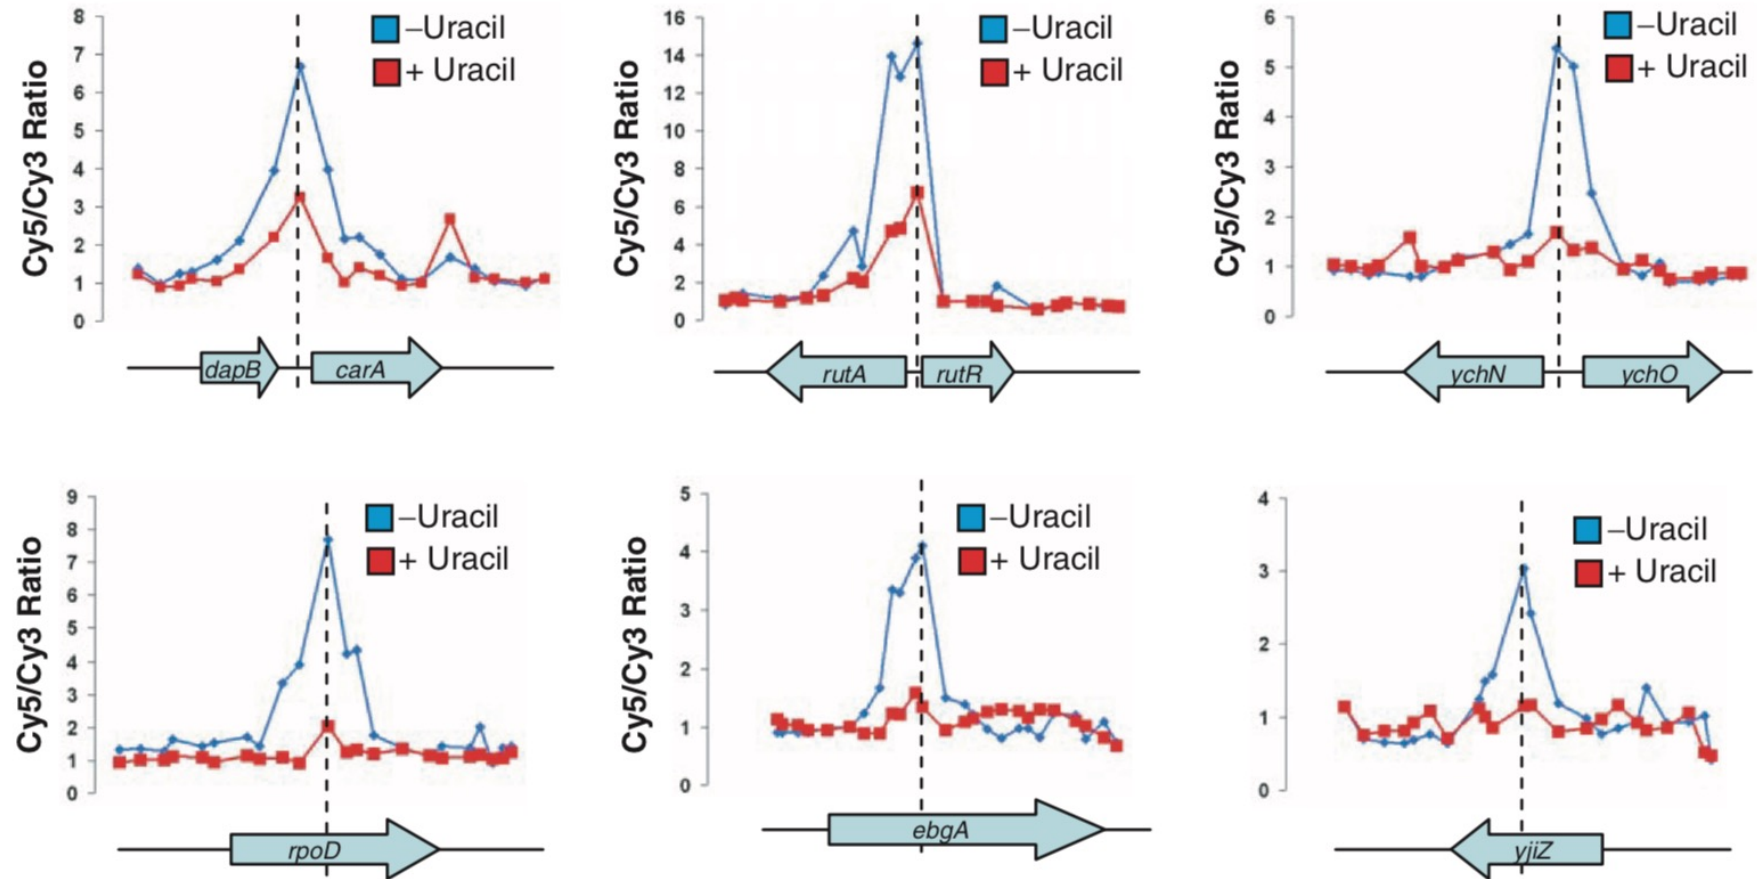 Cy5/Cy3 Ratio
8
7
6
5
4
3
2
1
0
–Uracil
+ Uracil
dapB
carA
Cy5/Cy3 Ratio
16
14
12
10
8
6
4
2
0
–Uracil
+ Uracil
rutA
rutR
Cy5/Cy3 Ratio
6
5
4
3
2
1
0
–Uracil
+ Uracil
ychN
ychO
Cy5/Cy3 Ratio
9
8
7
6
5
4
3
2
1
0
–Uracil
+ Uracil
rpoD
Cy5/Cy3 Ratio
5
4
3
2
1
0
–Uracil
+ Uracil
ebgA
Cy5/Cy3 Ratio
4
3
2
1
0
–Uracil
+ Uracil
yjiZ